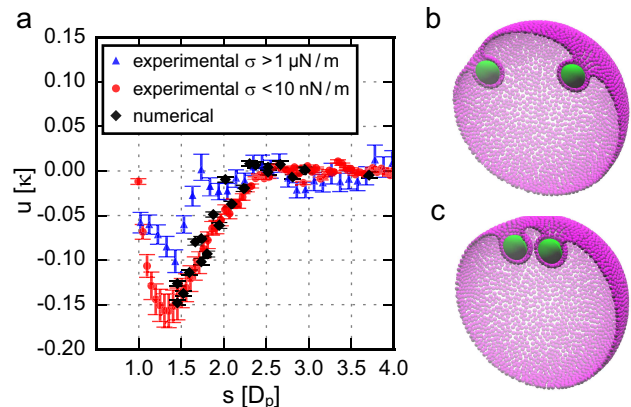 a
b
c
0.15
0.10
0.05
0.00
-0.05
-0.10
-0.15
-0.20
u [κ]
experimental σ > 1 μN / m
experimental σ < 10 nN / m
numerical
1.0 1.5 2.0 2.5 3.0 3.5 4.0
s [Dp]